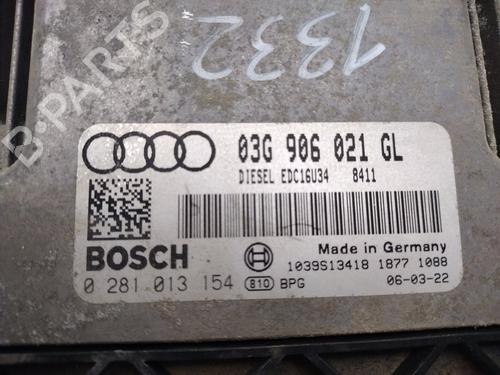 1332
B-PARTS
03G 906 021 GL
DIESEL EDC16U34 8411
BOSCH
Made in Germany
1039S13418 1877 1088
0 281 013 154 810 BPG 06-03-22